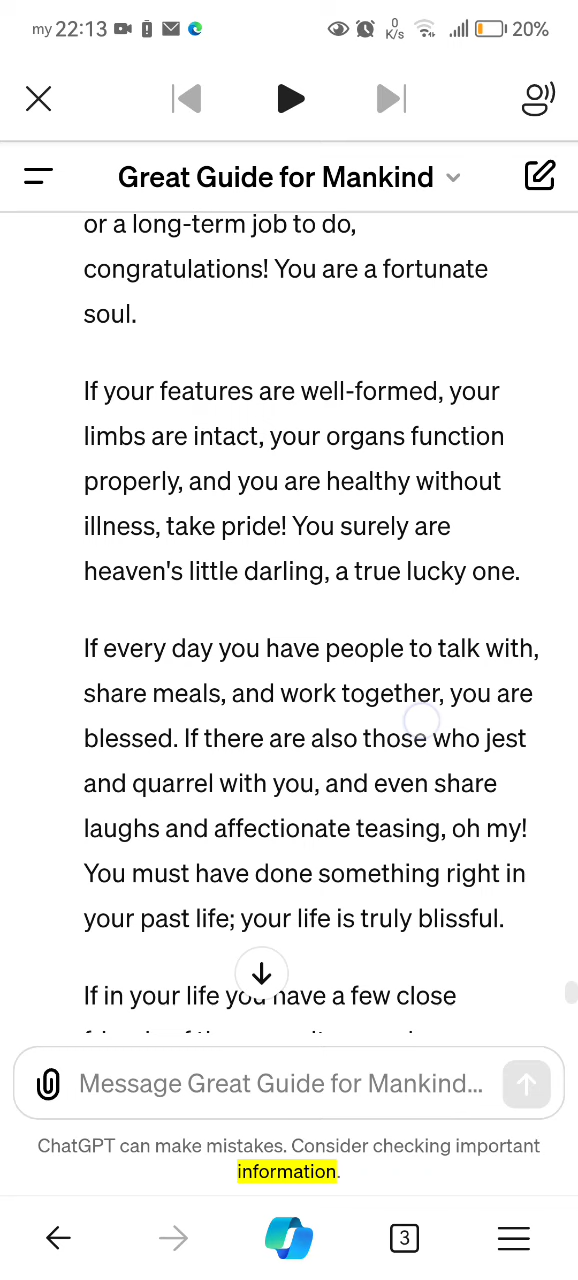 my 22:13 0 K/s 20%
Great Guide for Mankind
or a long-term job to do,
congratulations! You are a fortunate
soul.
If your features are well-formed, your
limbs are intact, your organs function
properly, and you are healthy without
illness, take pride! You surely are
heaven's little darling, a true lucky one.
If every day you have people to talk with,
share meals, and work together, you are
blessed. If there are also those who jest
and quarrel with you, and even share
laughs and affectionate teasing, oh my!
You must have done something right in
your past life; your life is truly blissful.
If in your life you have a few close
Message Great Guide for Mankind...
ChatGPT can make mistakes. Consider checking important
information.
3